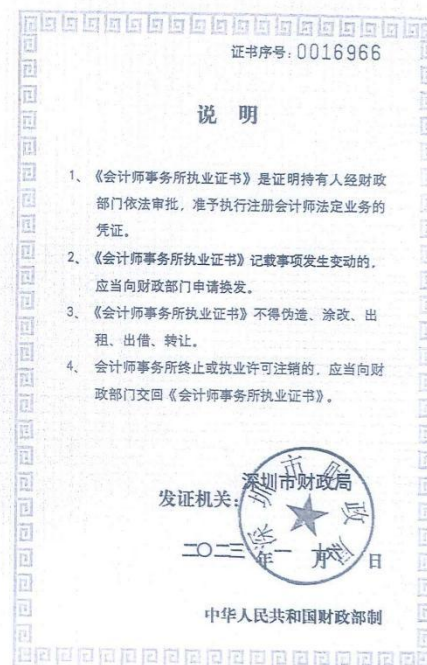 证书序号：0016966
说 明
1、《会计师事务所执业证书》是证明持有人经财政
部门依法审批，准予执行注册会计师法定业务的
凭证。
2、《会计师事务所执业证书》记载事项发生变动的，
应当向财政部门申请换发。
3、《会计师事务所执业证书》不得伪造、涂改、出
租、出借、转让。
4、会计师事务所终止或执业许可注销的，应当向财
政部门交回《会计师事务所执业证书》。
深圳市财政局
发证机关：
深圳市财政局
二〇二三年一月 日
中华人民共和国财政部制